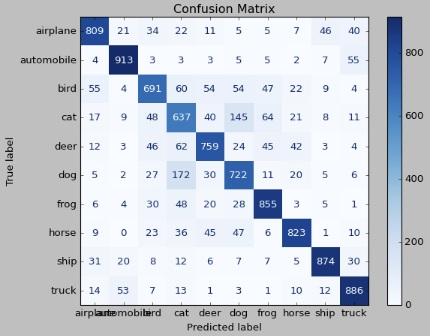 Confusion Matrix
airplane 809 21 34 22 11 5 5 7 46 40
automobile 4 913 3 3 3 5 5 2 7 55
bird 55 4 691 60 54 54 47 22 9 4
cat 17 9 48 637 40 145 64 21 8 11
deer 12 3 46 62 759 24 45 42 3 4
dog 5 2 27 172 30 722 11 20 5 6
frog 6 4 30 48 20 28 855 3 5 1
horse 9 0 23 36 45 47 6 823 1 10
ship 31 20 8 12 6 7 7 5 874 30
truck 14 53 7 13 1 3 1 10 12 886
airplane automobile bird cat deer dog frog horse ship truck
Predicted label
True label
800
600
400
200
0